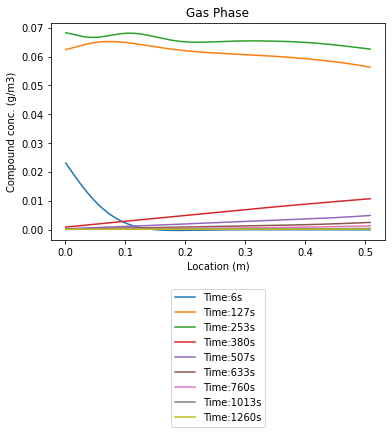 Gas Phase
Compound conc. (g/m3)
0.07
0.06
0.05
0.04
0.03
0.02
0.01
0.00
0.0 0.1 0.2 0.3 0.4 0.5
Location (m)
Time:6s
Time:127s
Time:253s
Time:380s
Time:507s
Time:633s
Time:760s
Time:1013s
Time:1260s